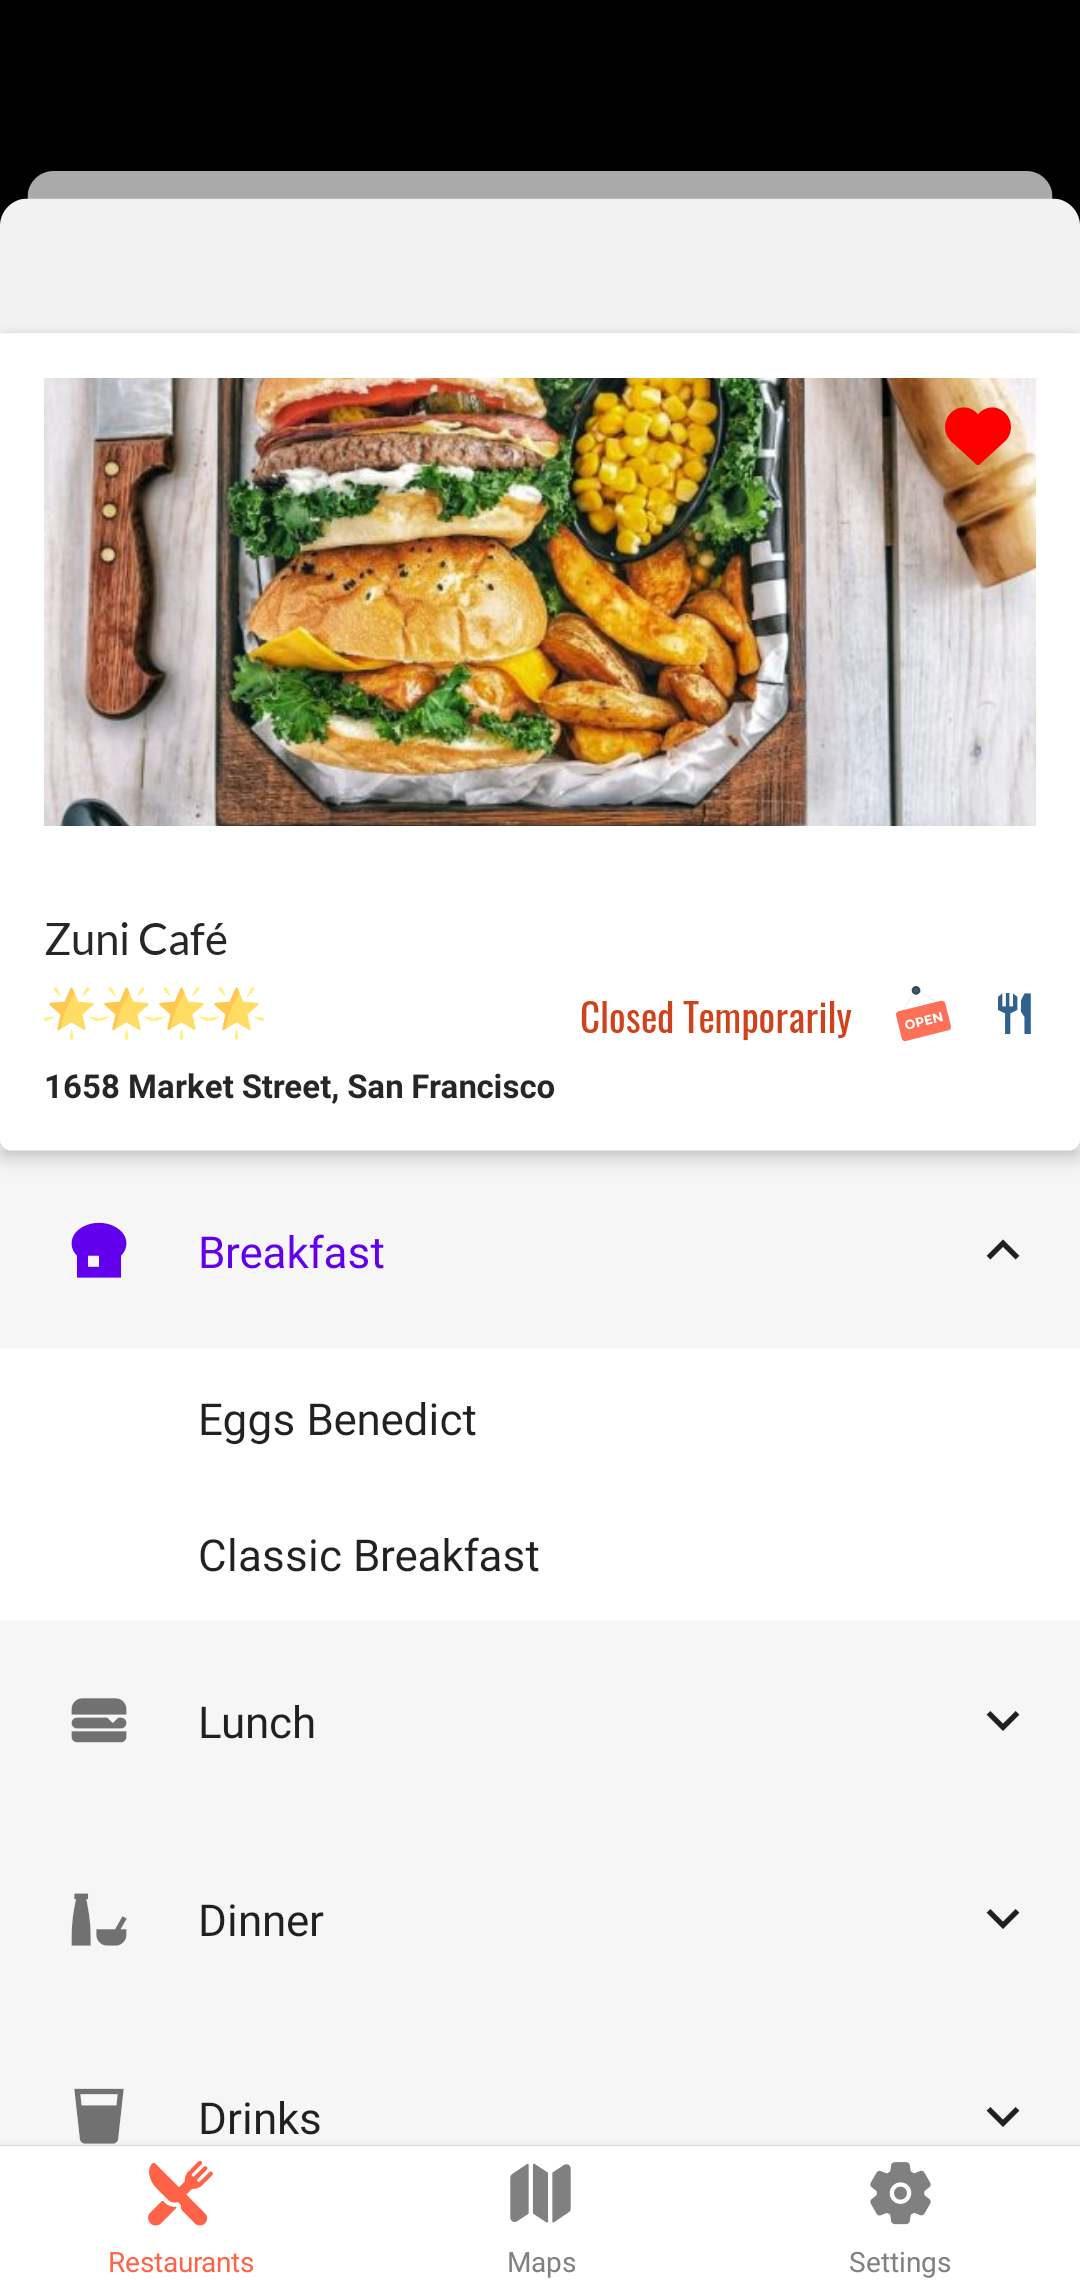 Zuni Café
Closed Temporarily
OPEN
1658 Market Street, San Francisco
Breakfast
Eggs Benedict
Classic Breakfast
Lunch
Dinner
Drinks
Restaurants
Maps
Settings